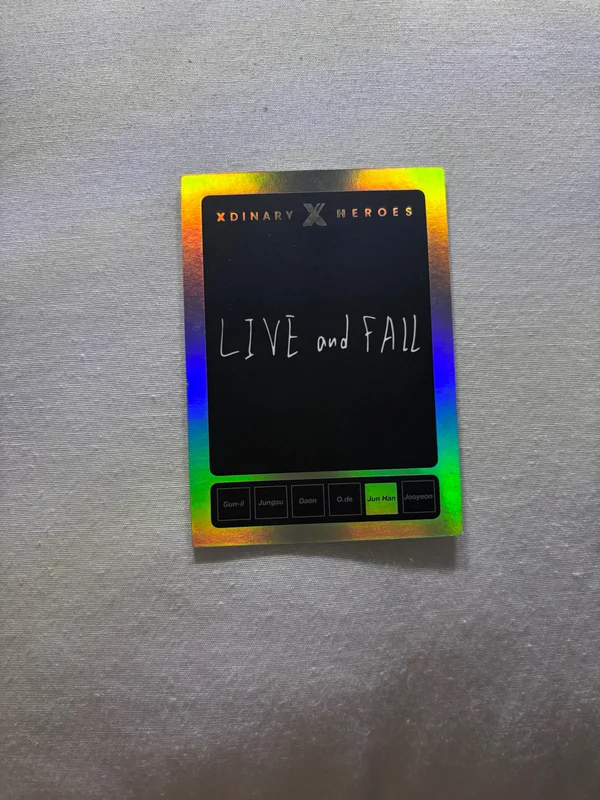 XDINARY X HEROES
LIVE and FALL
Gun-il Jungsu Gaon O.de Jun Han Jooyeon